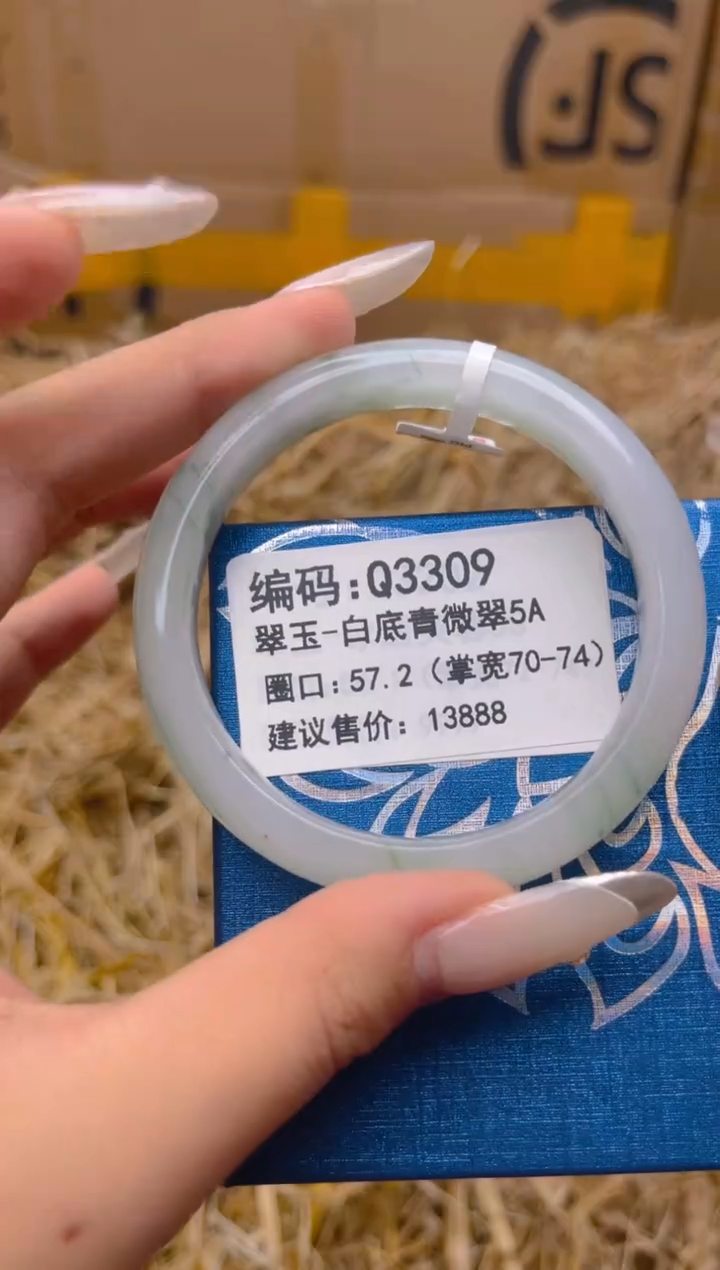 SF
编码:Q3309
翠玉-白底青微翠5A
圈口:57.2(掌宽70-74)
建议售价:13888